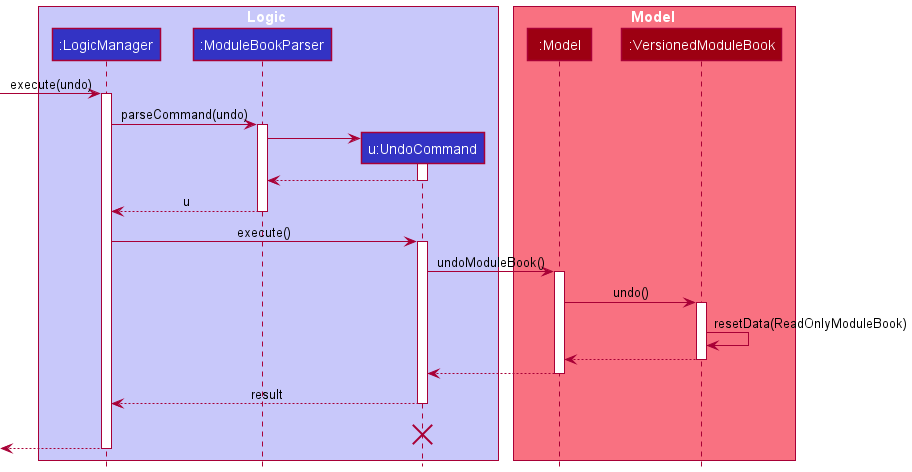 Logic
Model
:LogicManager
:ModuleBookParser
:Model
:VersionedModuleBook
execute(undo)
parseCommand(undo)
u:UndoCommand
u
execute()
undoModuleBook()
undo()
resetData(ReadOnlyModuleBook)
result